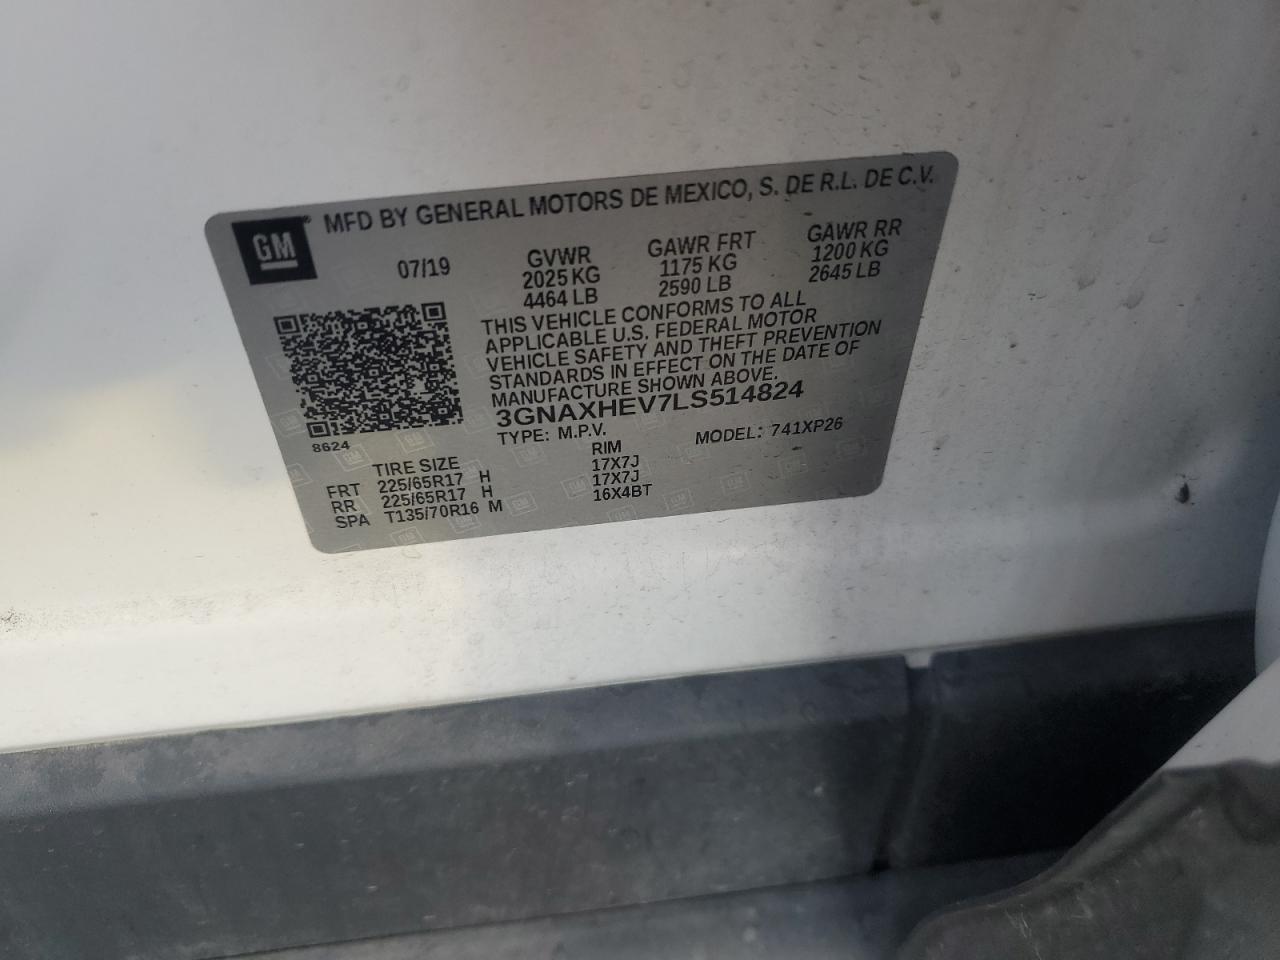 GM MFD BY GENERAL MOTORS DE MEXICO, S. DE R.L. DE C.V.
07/19
GVWR GAWR FRT GAWR RR
2025 KG 1175 KG 1200 KG
4464 LB 2590 LB 2645 LB
THIS VEHICLE CONFORMS TO ALL
APPLICABLE U.S. FEDERAL MOTOR
VEHICLE SAFETY AND THEFT PREVENTION
STANDARDS IN EFFECT ON THE DATE OF
MANUFACTURE SHOWN ABOVE.
3GNAXHEV7LS514824
8624
TYPE: M.P.V. MODEL: 741XP26
TIRE SIZE RIM
FRT 225/65R17 H 17X7J
RR 225/65R17 H 17X7J
SPA T135/70R16 M 16X4BT